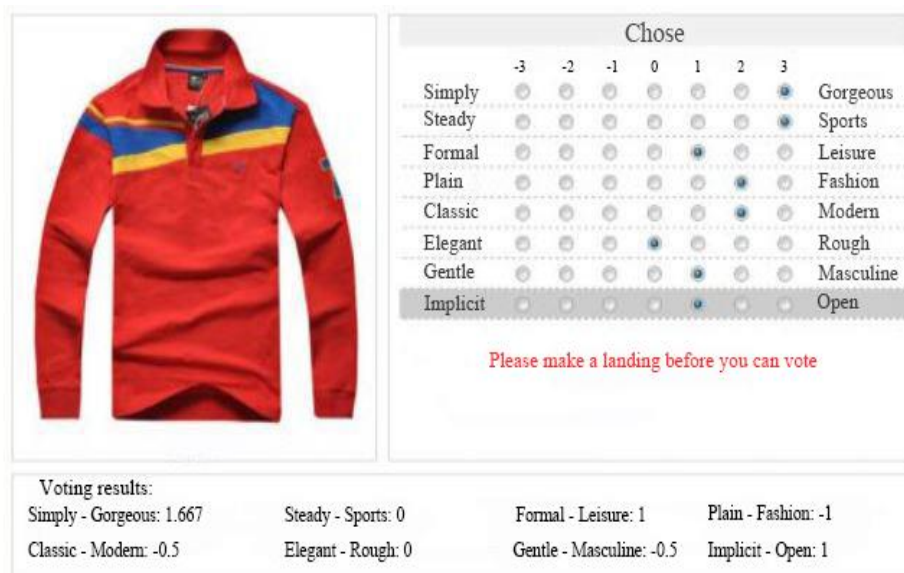 Chose
-3 -2 -1 0 1 2 3
Simply Gorgeous
Steady Sports
Formal Leisure
Plain Fashion
Classic Modern
Elegant Rough
Gentle Masculine
Implicit Open
Please make a landing before you can vote
Voting results:
Simply - Gorgeous: 1.667 Steady - Sports: 0 Formal - Leisure: 1 Plain - Fashion: -1
Classic - Modern: -0.5 Elegant - Rough: 0 Gentle - Masculine: -0.5 Implicit - Open: 1